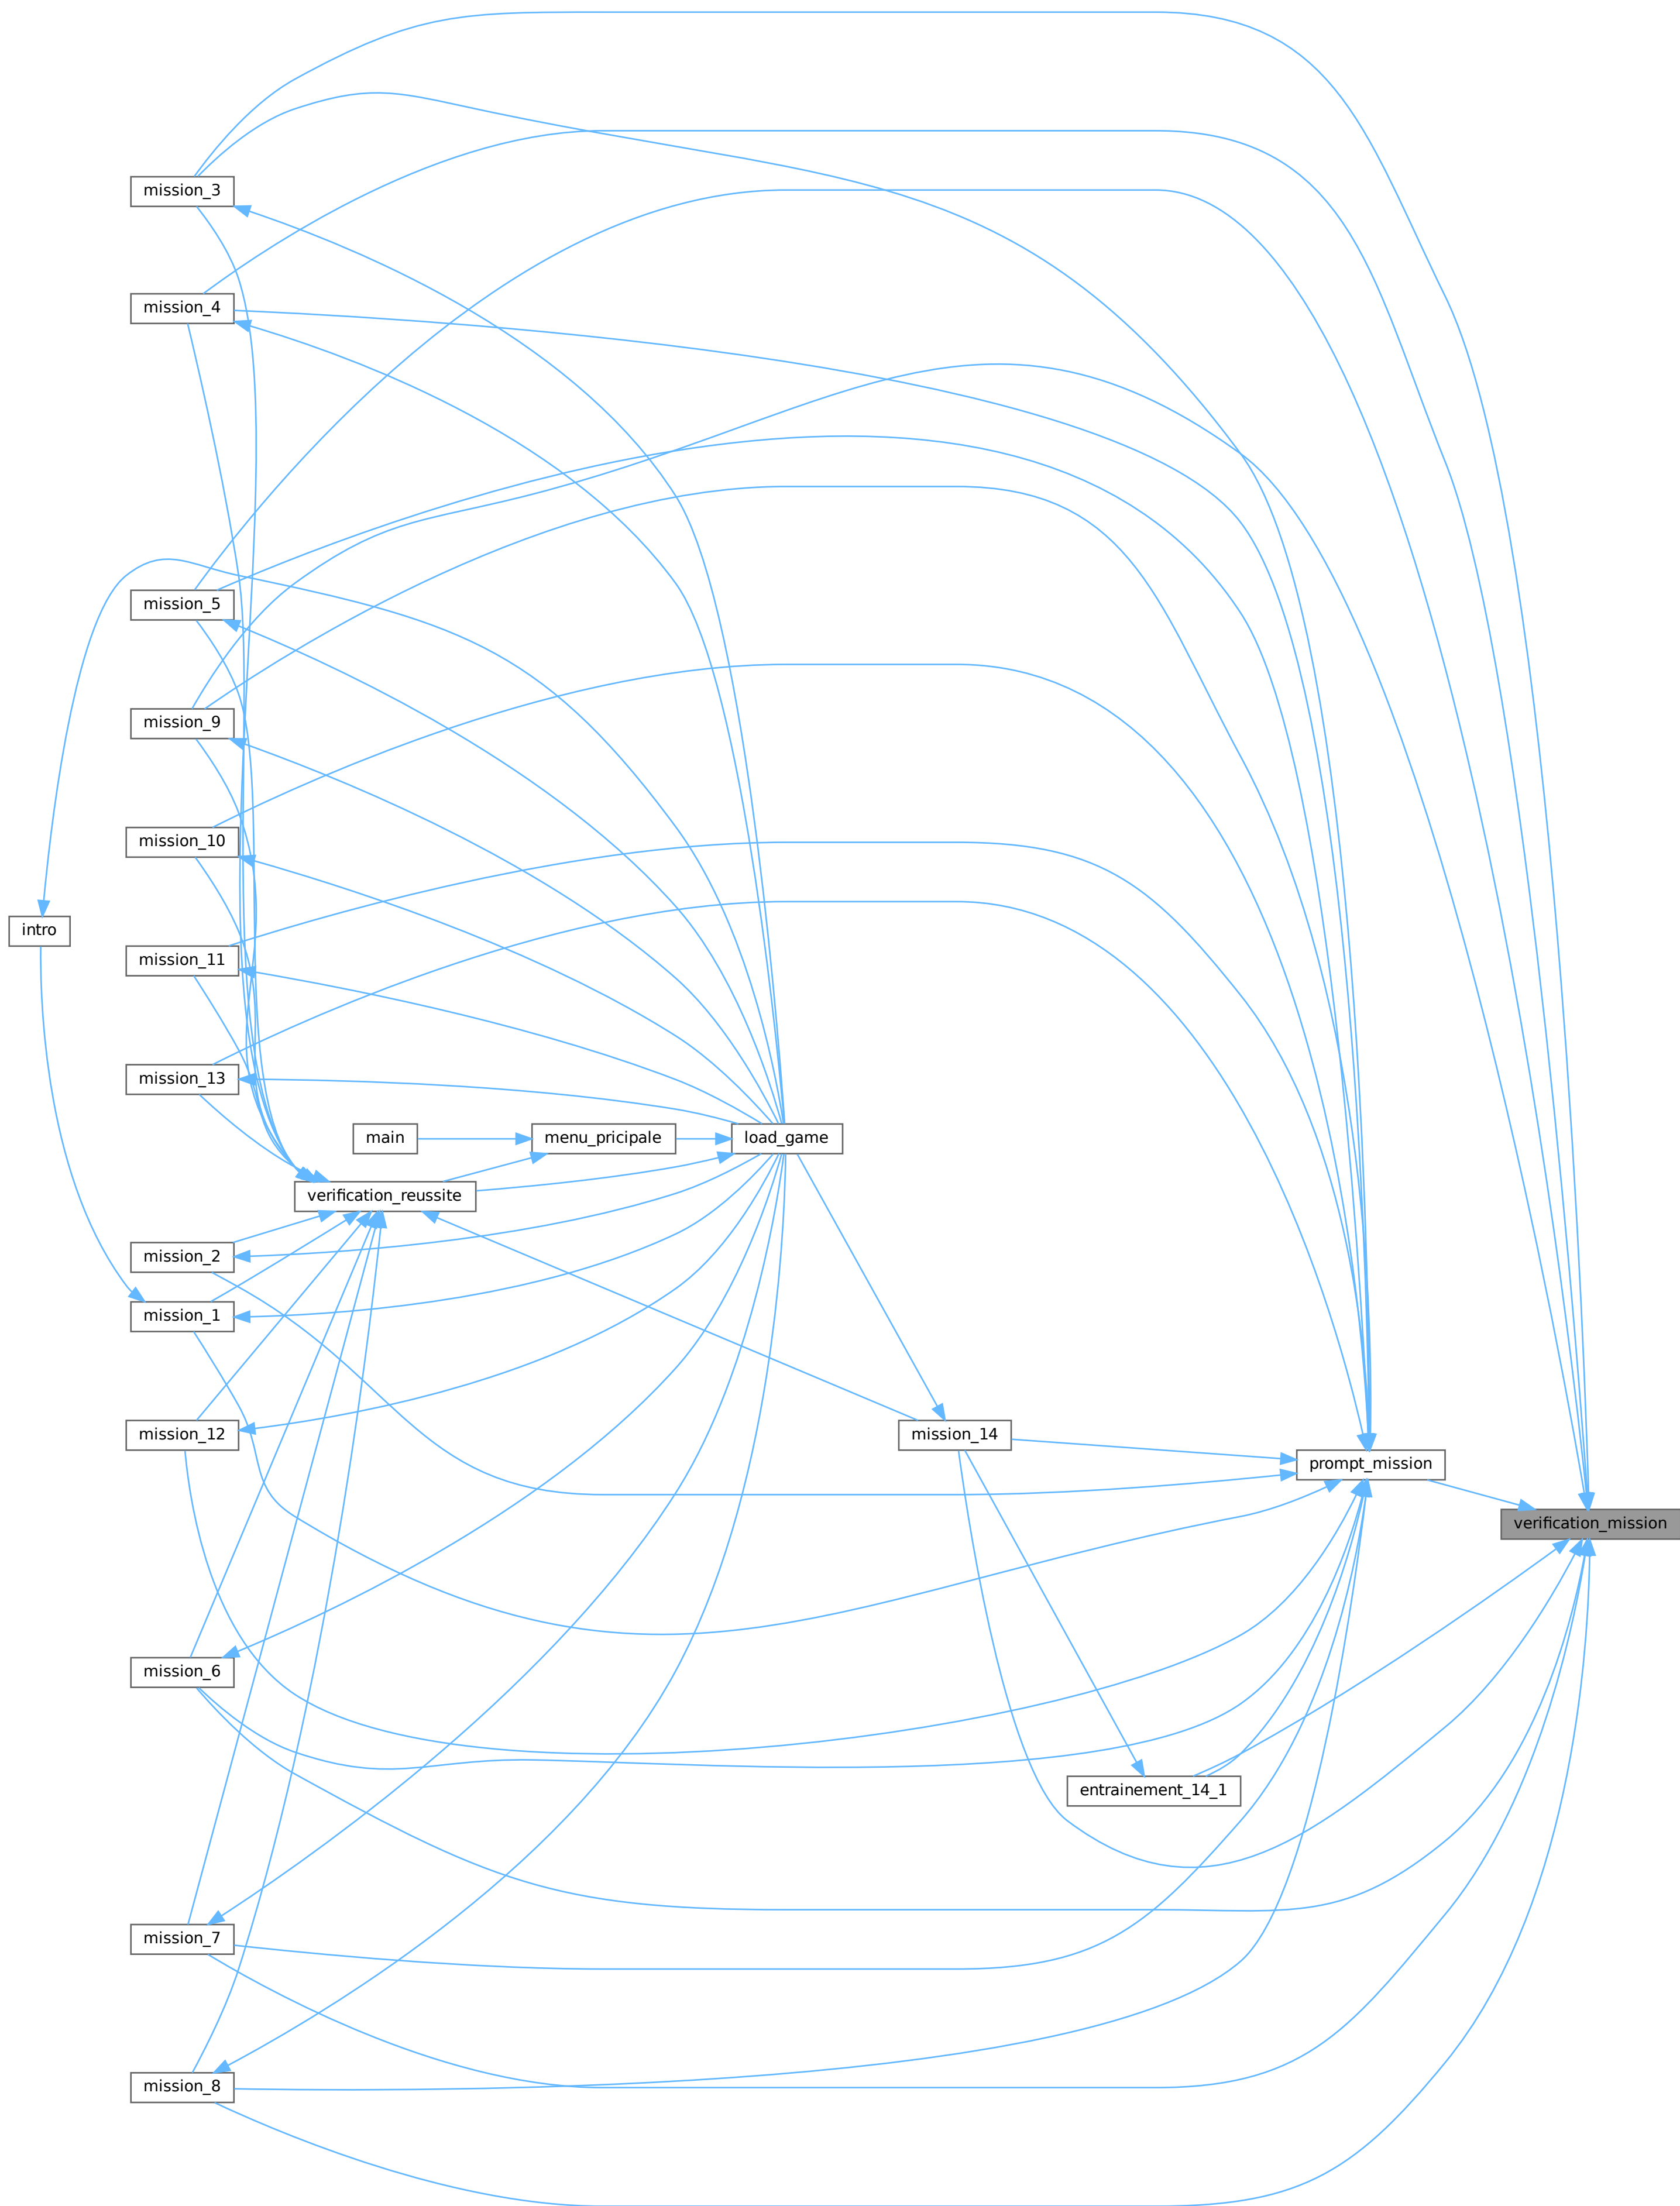 mission_3
mission_4
mission_5
mission_9
mission_10
intro
mission_11
mission_13
main
menu_pricipale
load_game
verification_reussite
mission_2
mission_1
mission_12
mission_14
prompt_mission
verification_mission
mission_6
entrainement_14_1
mission_7
mission_8